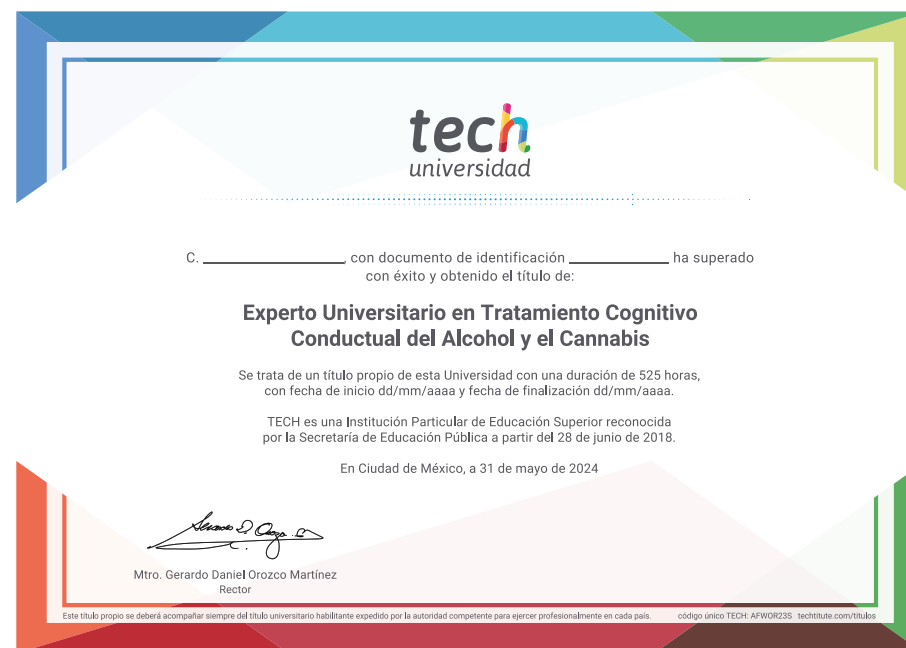 tech
universidad
C. ____________, con documento de identificación ____________ ha superado
con éxito y obtenido el título de:
Experto Universitario en Tratamiento Cognitivo
Conductual del Alcohol y el Cannabis
Se trata de un título propio de esta Universidad con una duración de 525 horas,
con fecha de inicio dd/mm/aaaa y fecha de finalización dd/mm/aaaa.
TECH es una Institución Particular de Educación Superior reconocida
por la Secretaría de Educación Pública a partir del 28 de junio de 2018.
En Ciudad de México, a 31 de mayo de 2024
Mtro. Gerardo Daniel Orozco Martínez
Rector
Este título propio se deberá acompañar siempre del título universitario habilitante expedido por la autoridad competente para ejercer profesionalmente en cada país. código único TECH: AFWOR23S techtitute.com/titulos